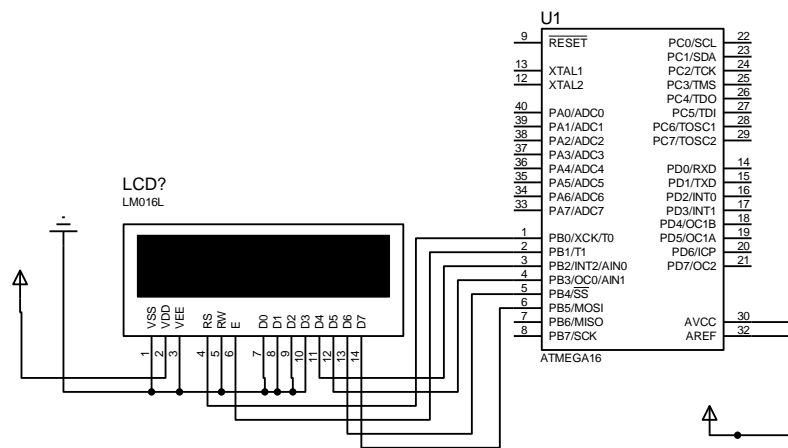 U1
9 RESET PC0/SCL 22
PC1/SDA 23
13 XTAL1 PC2/TCK 24
12 XTAL2 PC3/TMS 25
PC4/TDO 26
40 PA0/ADC0 PC5/TDI 27
39 PA1/ADC1 PC6/TOSC1 28
38 PA2/ADC2 PC7/TOSC2 29
37 PA3/ADC3
36 PA4/ADC4 PD0/RXD 14
35 PA5/ADC5 PD1/TXD 15
34 PA6/ADC6 PD2/INT0 16
33 PA7/ADC7 PD3/INT1 17
PD4/OC1B 18
1 PB0/XCK/T0 PD5/OC1A 19
2 PB1/T1 PD6/ICP 20
3 PB2/INT2/AIN0 PD7/OC2 21
4 PB3/OC0/AIN1
5 PB4/SS
6 PB5/MOSI
7 PB6/MISO AVCC 30
8 PB7/SCK AREF 32
ATMEGA16
LCD?
LM016L
VSS VDD VEE RS RW E D0 D1 D2 D3 D4 D5 D6 D7
1 2 3 4 5 6 7 8 9 10 11 12 13 14